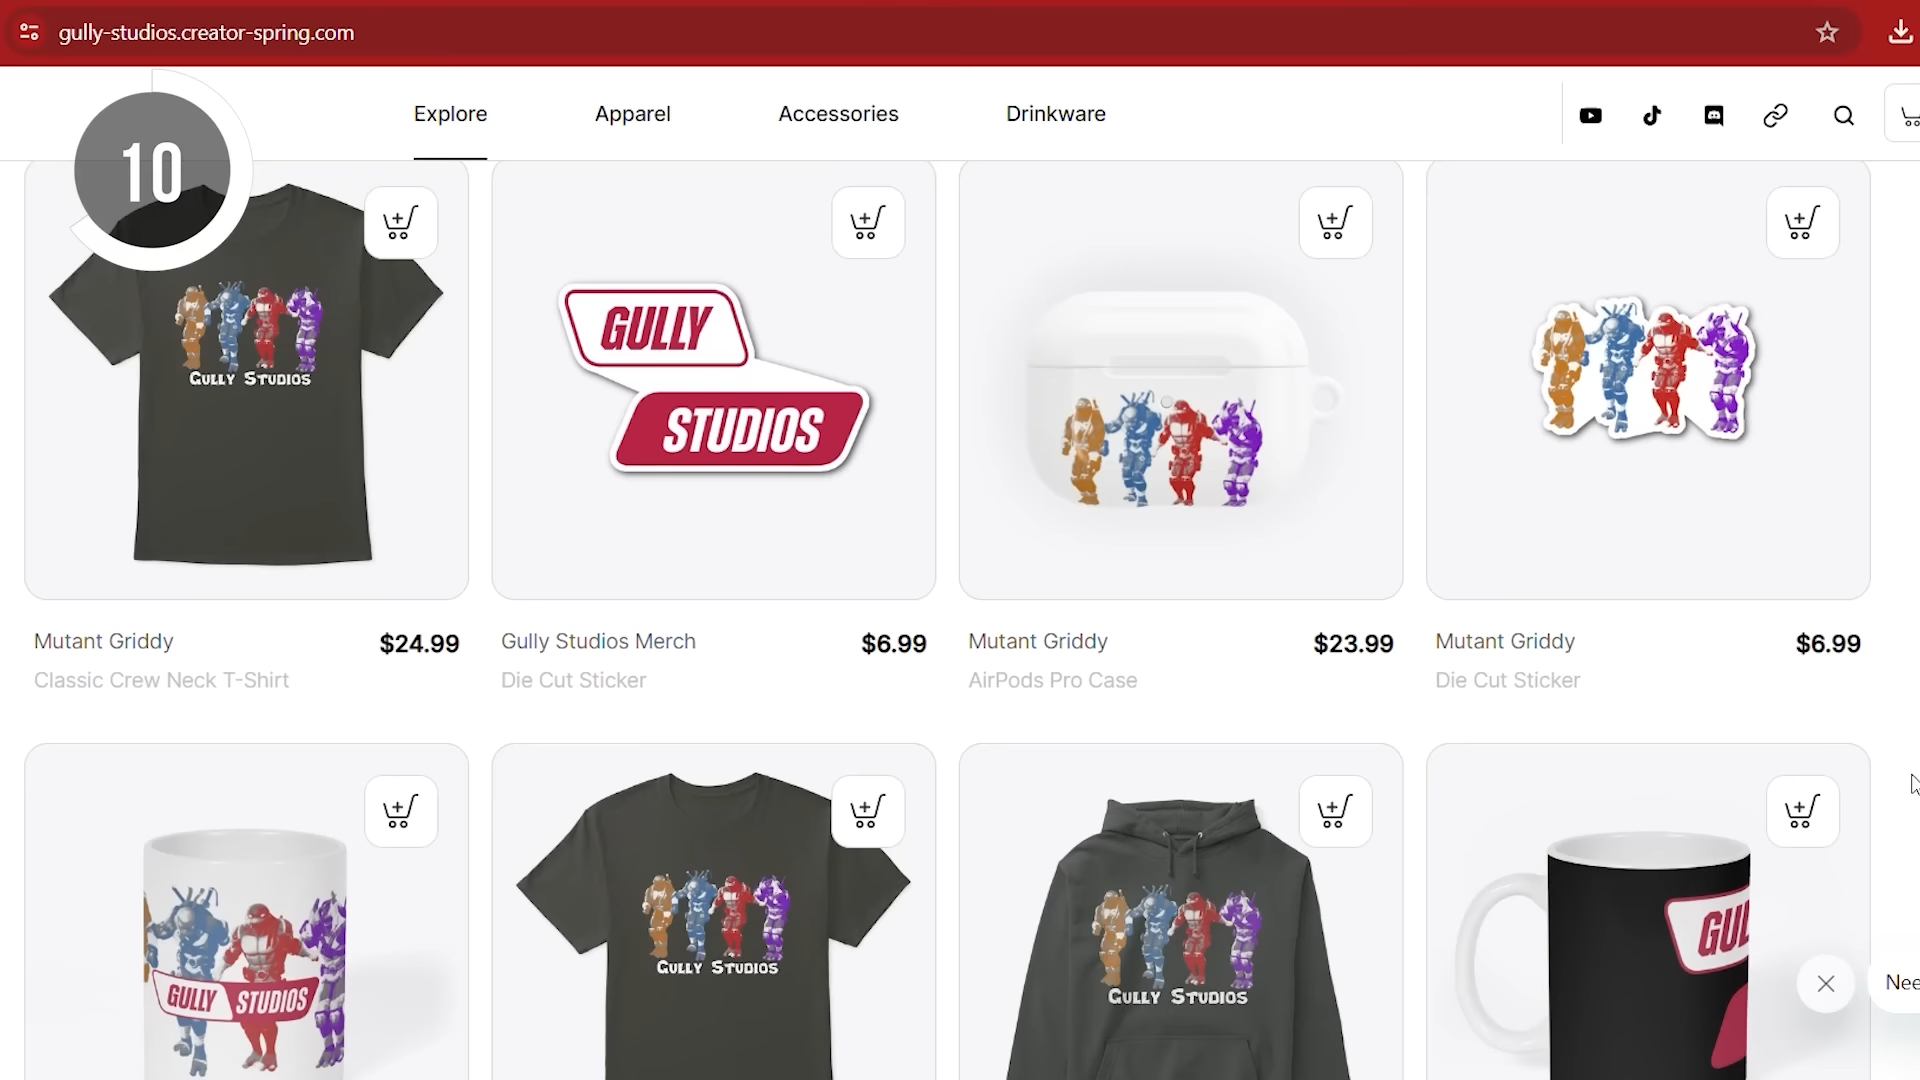 gully-studios.creator-spring.com
10
Explore Apparel Accessories Drinkware
GULLY STUDIOS
GULLY
STUDIOS
Mutant Griddy $24.99
Classic Crew Neck T-Shirt
Gully Studios Merch $6.99
Die Cut Sticker
Mutant Griddy $23.99
AirPods Pro Case
Mutant Griddy $6.99
Die Cut Sticker
GULLY STUDIOS
GULLY STUDIOS
GULLY STUDIOS
GUL
Nee